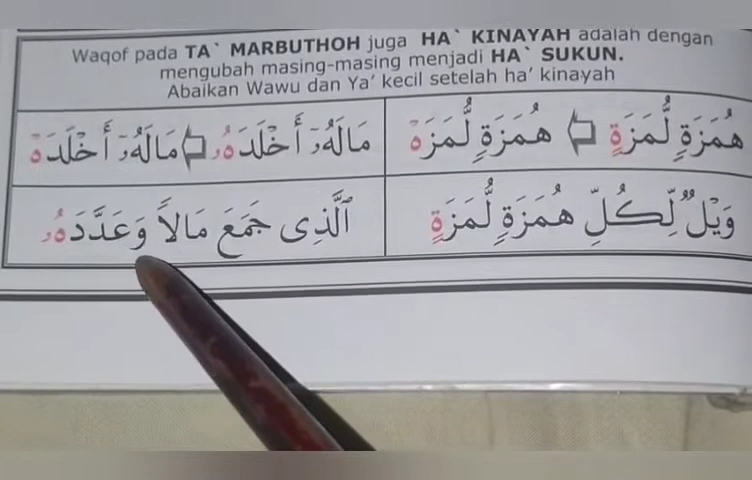 Waqof pada TA` MARBUTHOH juga HA` KINAYAH adalah dengan
mengubah masing-masing menjadi HA` SUKUN.
Abaikan Wawu dan Ya’ kecil setelah ha’ kinayah
هُمَزَةٍ لُّمَزَةٍ ⇦ هُمَزَةٍ لُّمَزَهْ
مَالَهُۥٓ أَخْلَدَهُۥ ⇦ مَالَهُۥٓ أَخْلَدَهْ
وَيْلٌ لِّكُلِّ هُمَزَةٍ لُّمَزَةٍ
ٱلَّذِى جَمَعَ مَالاً وَعَدَّدَهُۥ